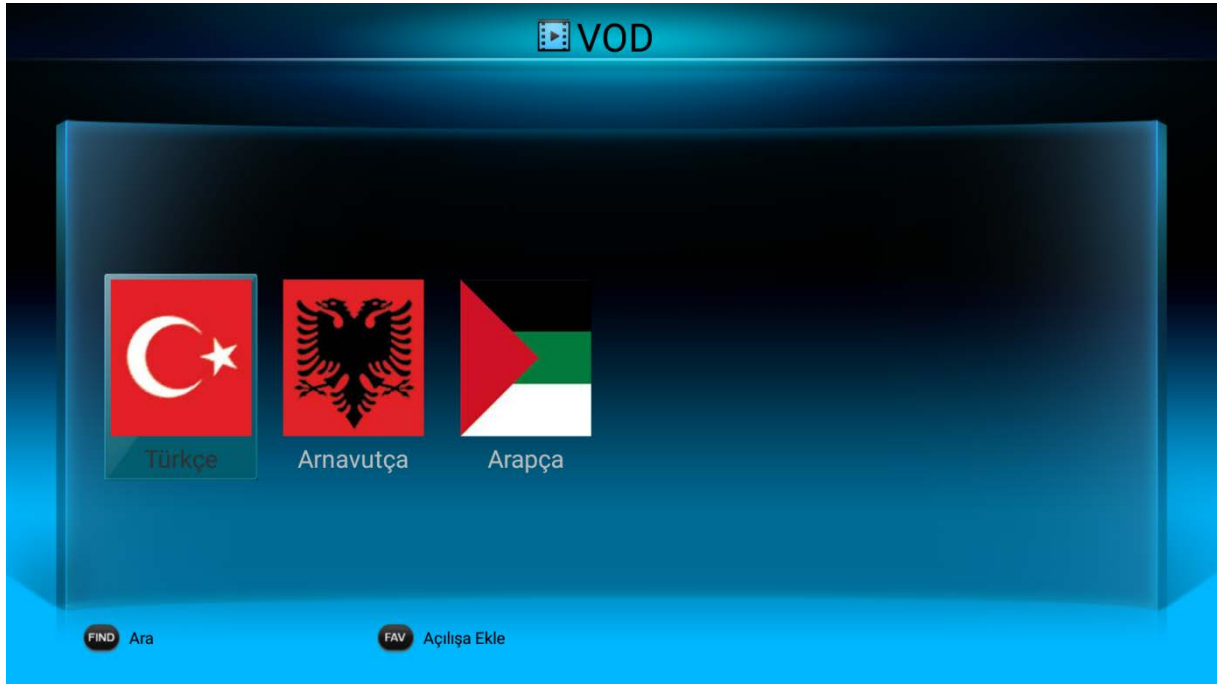 VOD
Türkçe
Arnavutça
Arapça
FIND Ara
FAV Açılışa Ekle